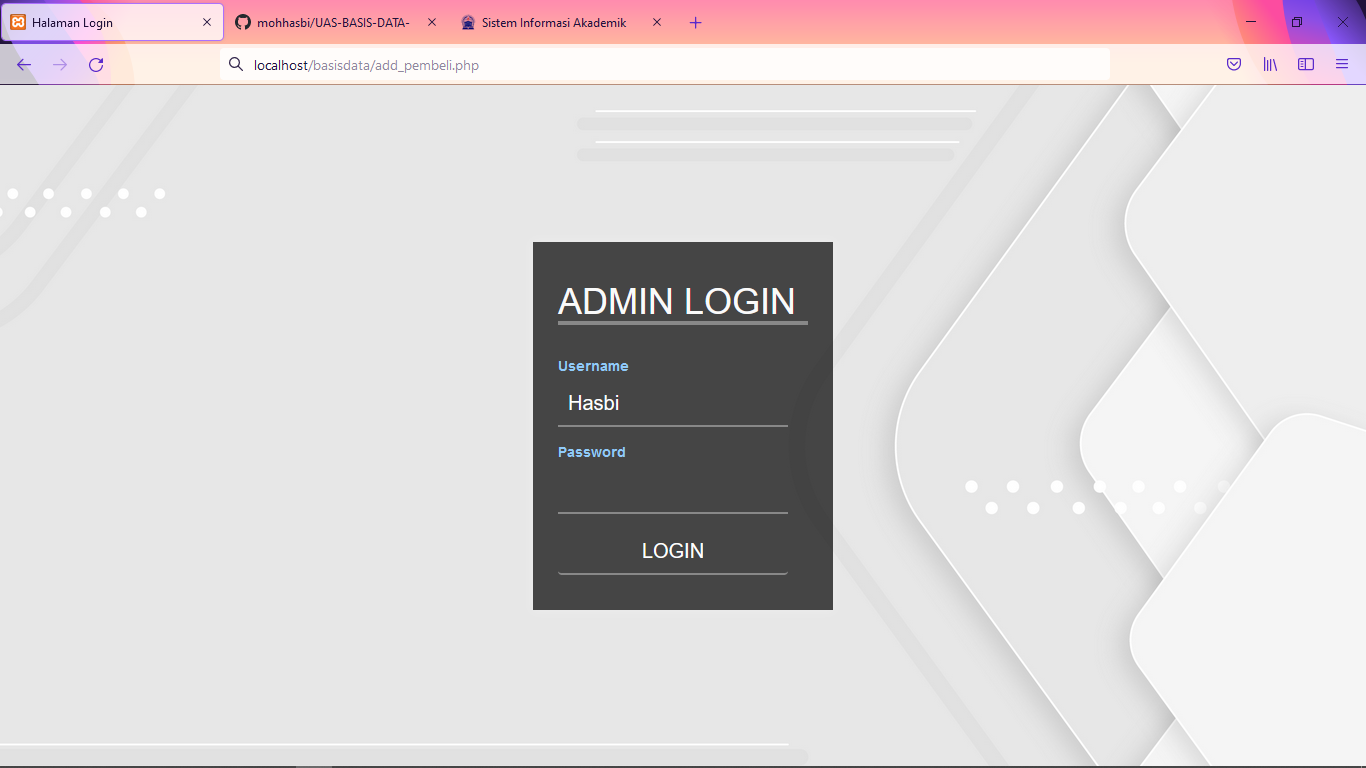 Halaman Login
mohhasbi/UAS-BASIS-DATA-
Sistem Informasi Akademik
localhost/basisdata/add_pembeli.php
ADMIN LOGIN
Username
Hasbi
Password
LOGIN